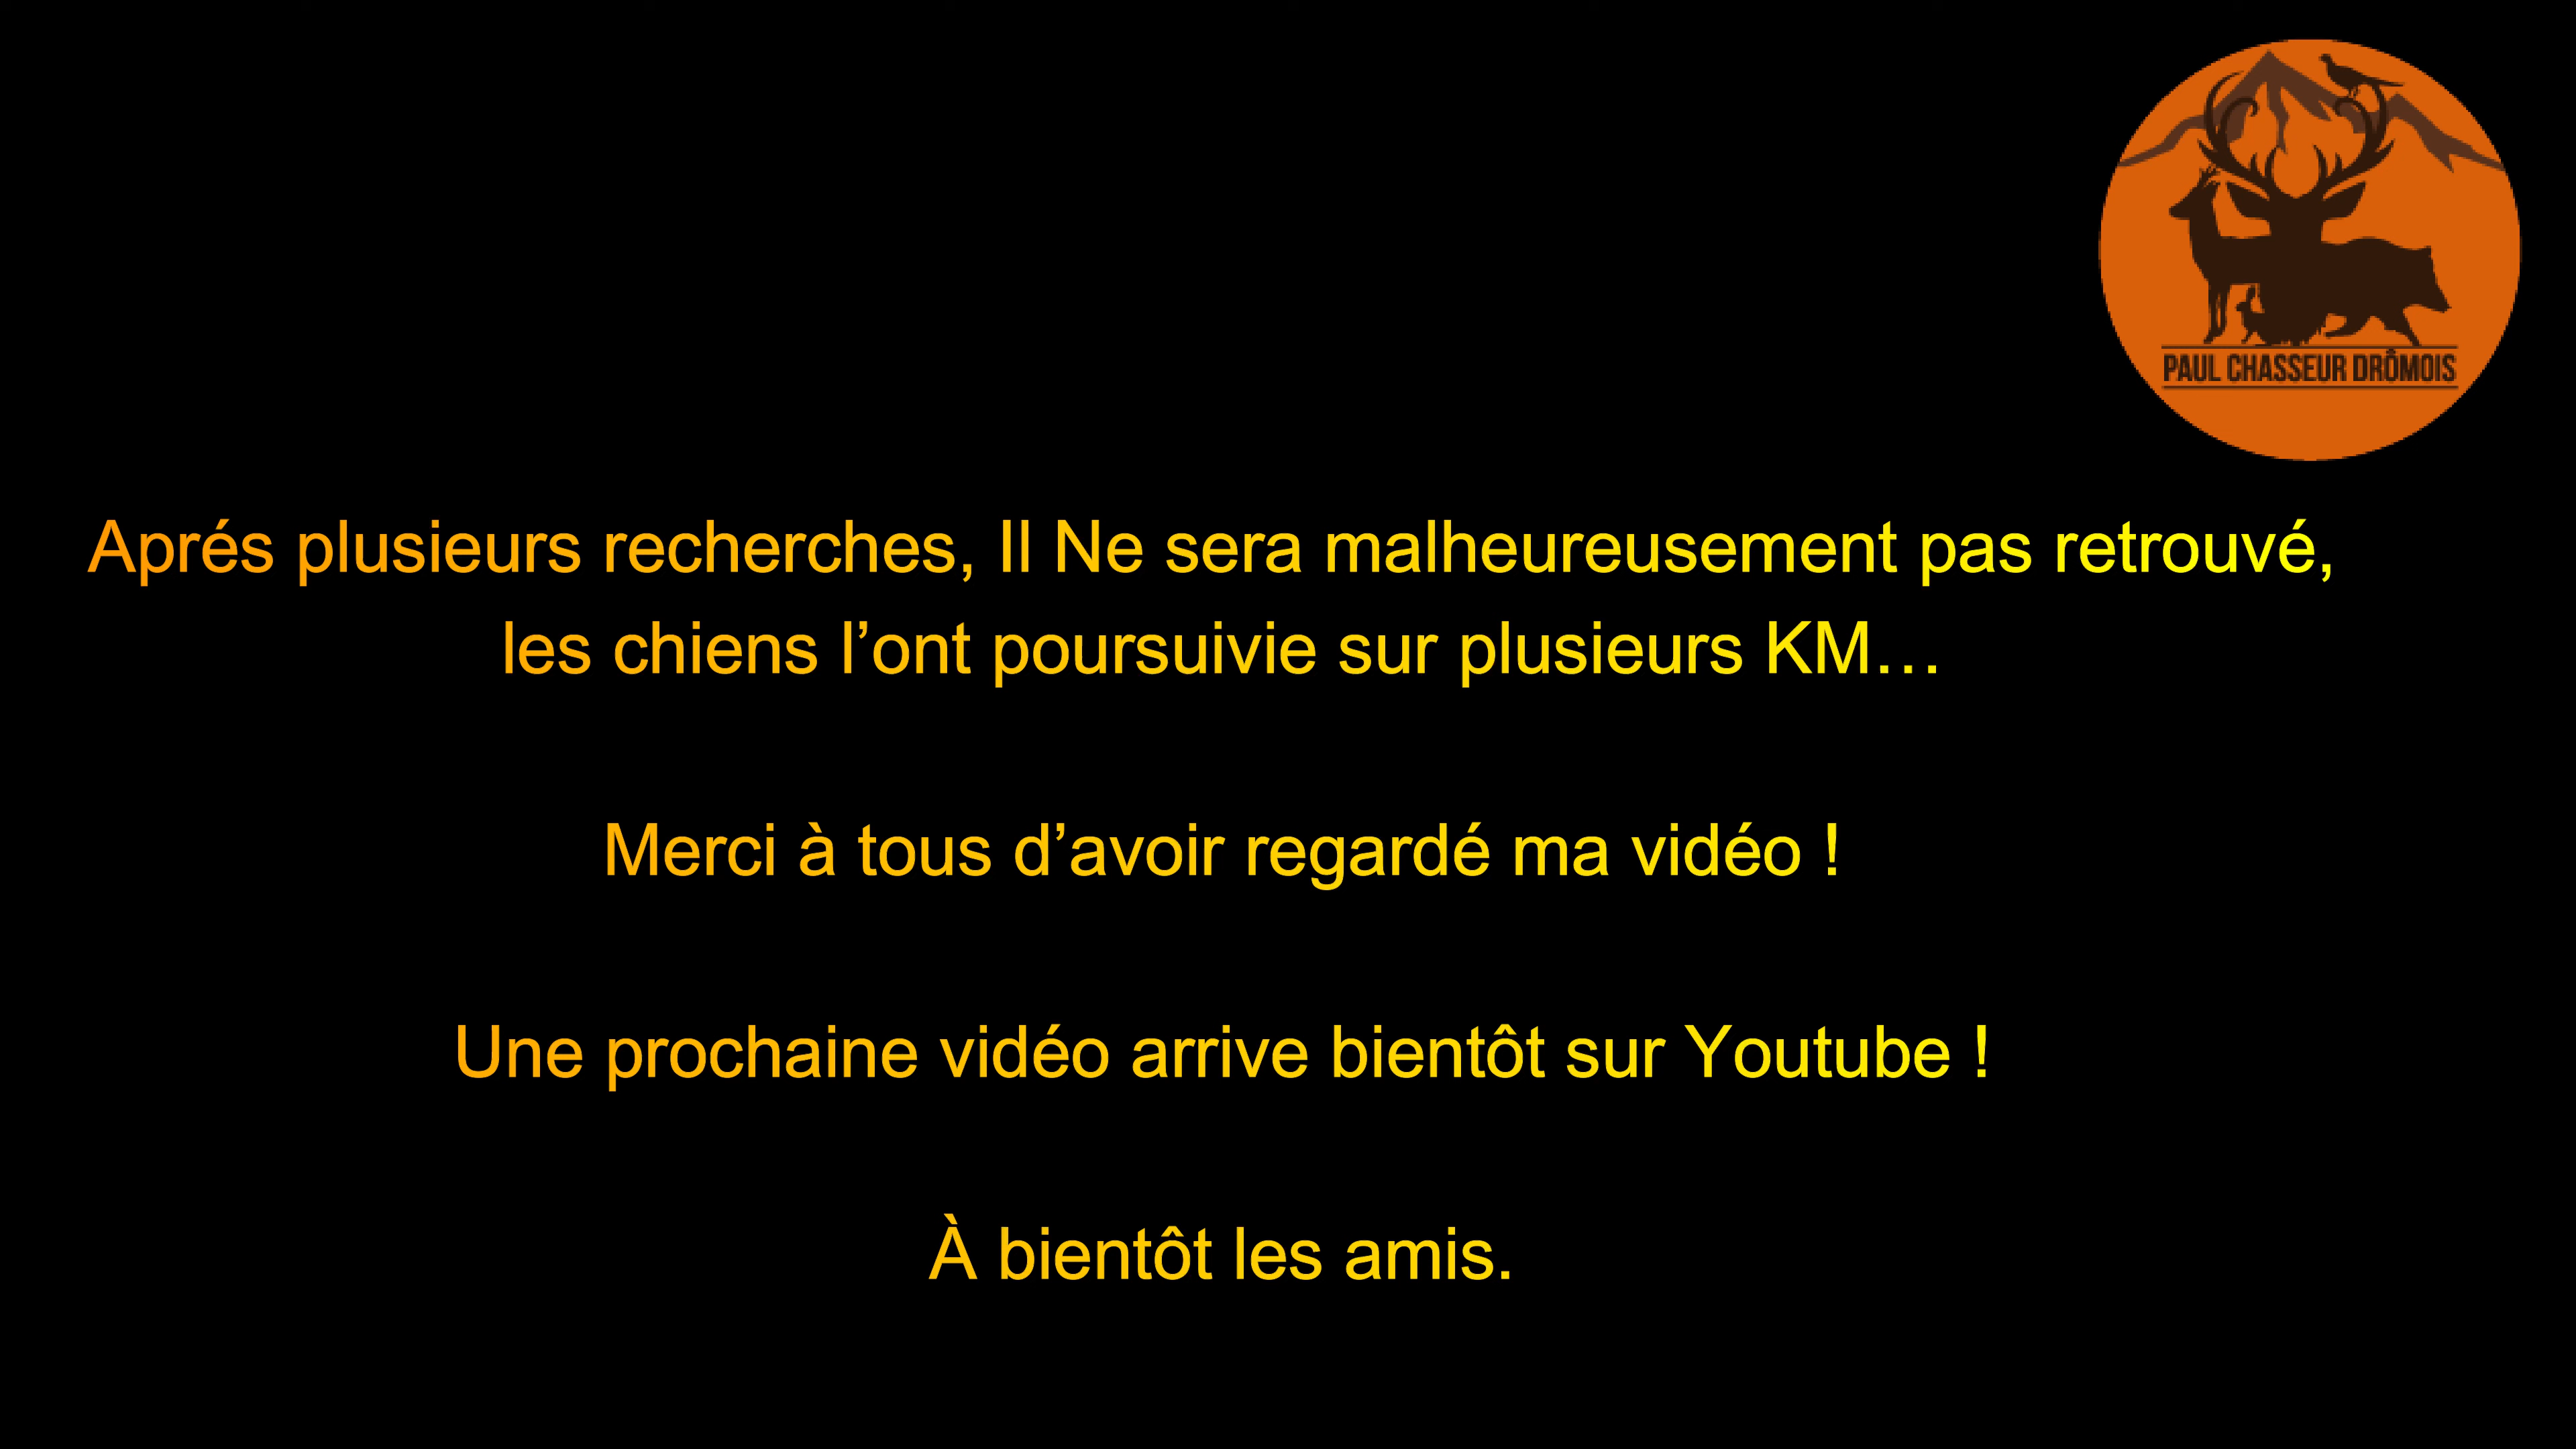 PAUL CHASSEUR DRÔMOIS
Aprés plusieurs recherches, Il Ne sera malheureusement pas retrouvé,
les chiens l’ont poursuivie sur plusieurs KM…
Merci à tous d’avoir regardé ma vidéo !
Une prochaine vidéo arrive bientôt sur Youtube !
À bientôt les amis.